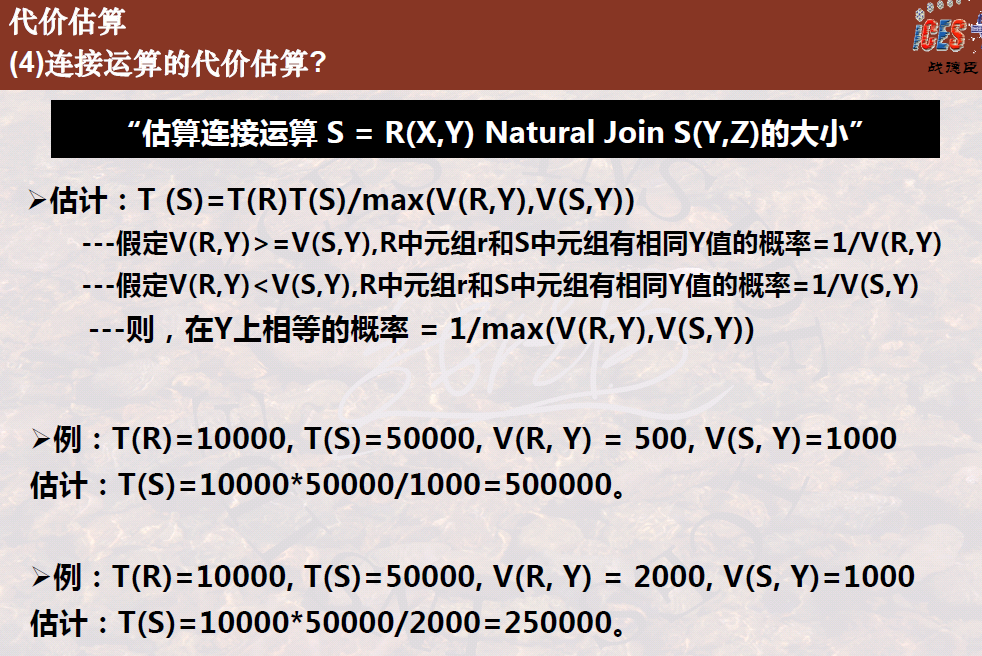 代价估算
(4)连接运算的代价估算?
iCES
战德臣
“估算连接运算 S = R(X,Y) Natural Join S(Y,Z)的大小”
➢估计：T (S)=T(R)T(S)/max(V(R,Y),V(S,Y))
---假定V(R,Y)>=V(S,Y),R中元组r和S中元组有相同Y值的概率=1/V(R,Y)
---假定V(R,Y)<V(S,Y),R中元组r和S中元组有相同Y值的概率=1/V(S,Y)
---则，在Y上相等的概率 = 1/max(V(R,Y),V(S,Y))
➢例：T(R)=10000, T(S)=50000, V(R, Y) = 500, V(S, Y)=1000
估计：T(S)=10000*50000/1000=500000。
➢例：T(R)=10000, T(S)=50000, V(R, Y) = 2000, V(S, Y)=1000
估计：T(S)=10000*50000/2000=250000。